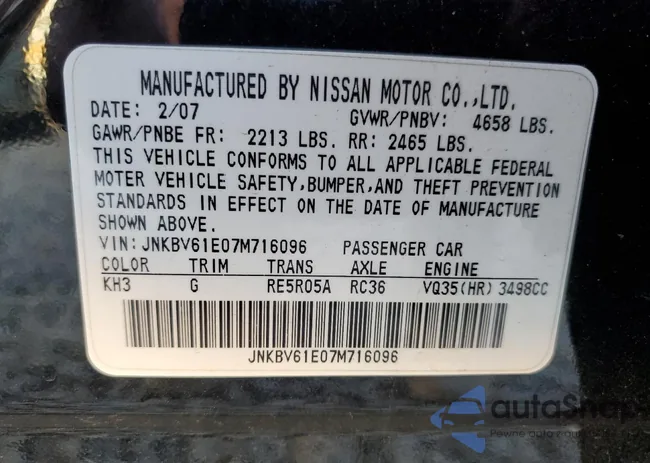 MANUFACTURED BY NISSAN MOTOR CO.,LTD.
DATE: 2/07 GVWR/PNBV: 4658 LBS.
GAWR/PNBE FR: 2213 LBS. RR: 2465 LBS.
THIS VEHICLE CONFORMS TO ALL APPLICABLE FEDERAL
MOTER VEHICLE SAFETY,BUMPER,AND THEFT PREVENTION
STANDARDS IN EFFECT ON THE DATE OF MANUFACTURE
SHOWN ABOVE.
VIN: JNKBV61E07M716096 PASSENGER CAR
COLOR TRIM TRANS AXLE ENGINE
KH3 G RE5R05A RC36 VQ35(HR) 3498CC
JNKBV61E07M716096
autaShop
Pewne auta z